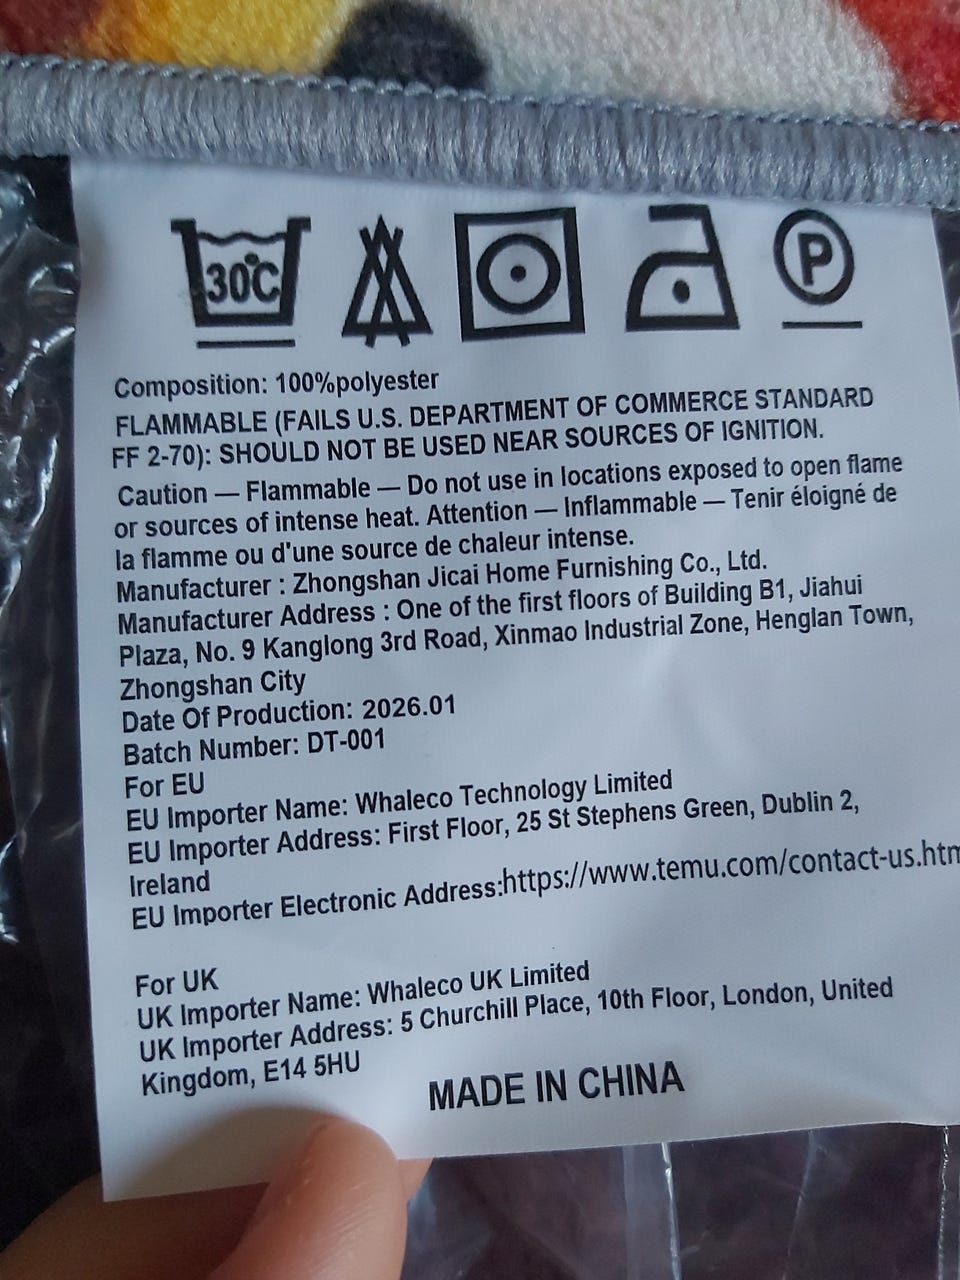 30°C
P
Composition: 100%polyester
FLAMMABLE (FAILS U.S. DEPARTMENT OF COMMERCE STANDARD
FF 2-70): SHOULD NOT BE USED NEAR SOURCES OF IGNITION.
Caution — Flammable — Do not use in locations exposed to open flame
or sources of intense heat. Attention — Inflammable — Tenir éloigné de
la flamme ou d'une source de chaleur intense.
Manufacturer : Zhongshan Jicai Home Furnishing Co., Ltd.
Manufacturer Address : One of the first floors of Building B1, Jiahui
Plaza, No. 9 Kanglong 3rd Road, Xinmao Industrial Zone, Henglan Town,
Zhongshan City
Date Of Production: 2026.01
Batch Number: DT-001
For EU
EU Importer Name: Whaleco Technology Limited
EU Importer Address: First Floor, 25 St Stephens Green, Dublin 2,
Ireland
EU Importer Electronic Address:https://www.temu.com/contact-us.htm
For UK
UK Importer Name: Whaleco UK Limited
UK Importer Address: 5 Churchill Place, 10th Floor, London, United
Kingdom, E14 5HU
MADE IN CHINA